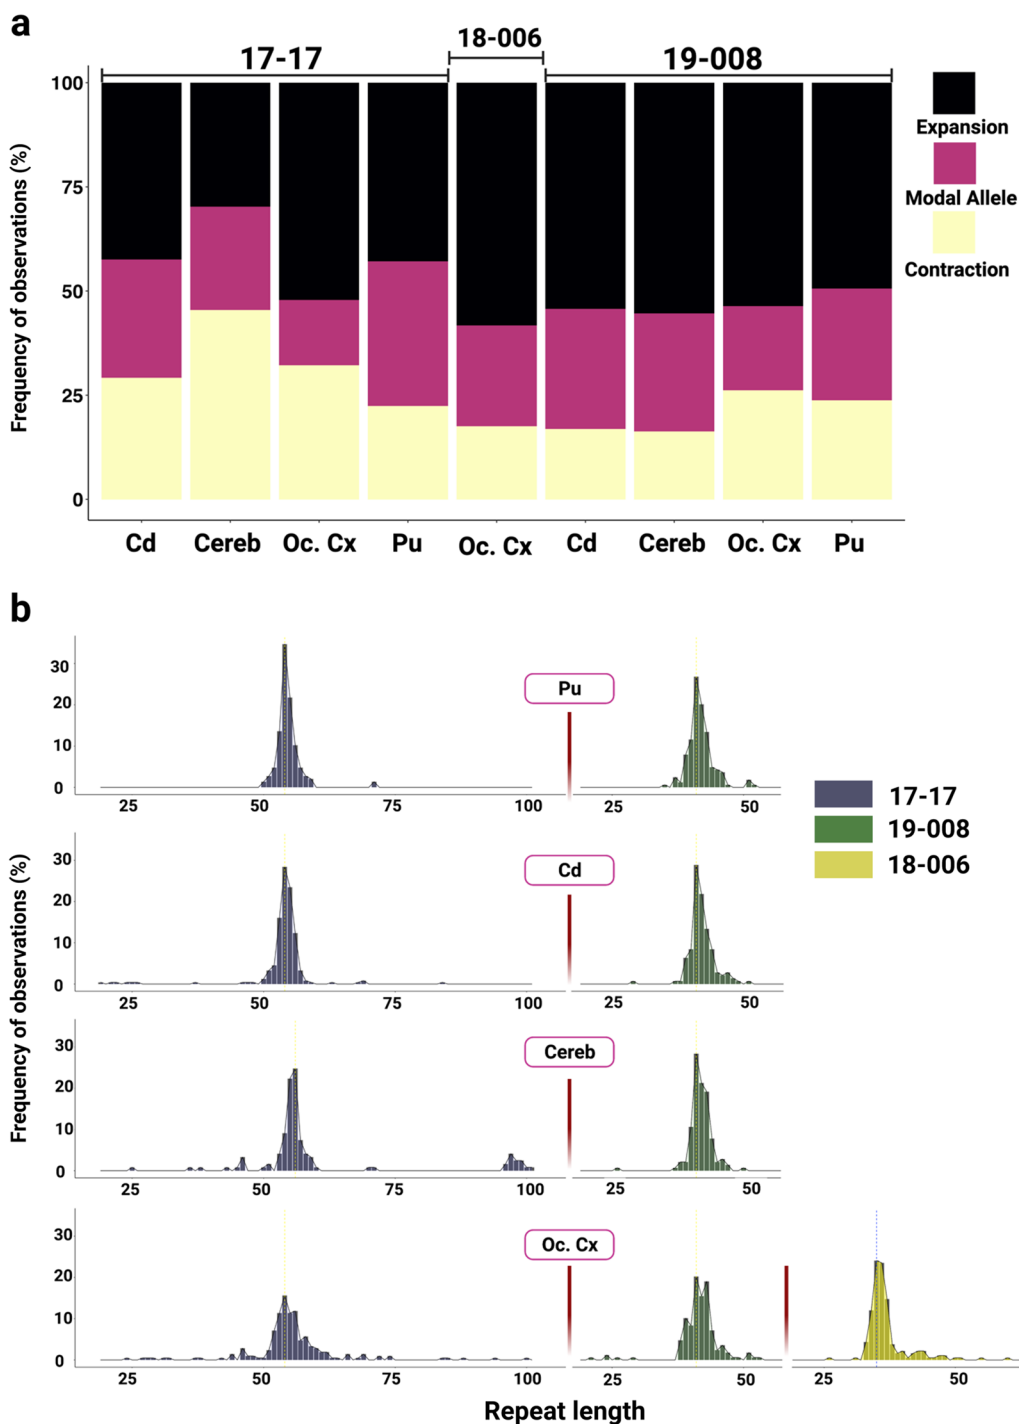 a
17-17
18-006
19-008
Frequency of observations (%)
100
75
50
25
0
Expansion
Modal Allele
Contraction
Cd Cereb Oc. Cx Pu Oc. Cx Cd Cereb Oc. Cx Pu
b
Frequency of observations (%)
30
20
10
0
Pu
25 50 75 100 25 50
17-17
19-008
18-006
30
20
10
0
Cd
25 50 75 100 25 50
30
20
10
0
Cereb
25 50 75 100 25 50
30
20
10
0
Oc. Cx
25 50 75 100 25 50 25 50
Repeat length